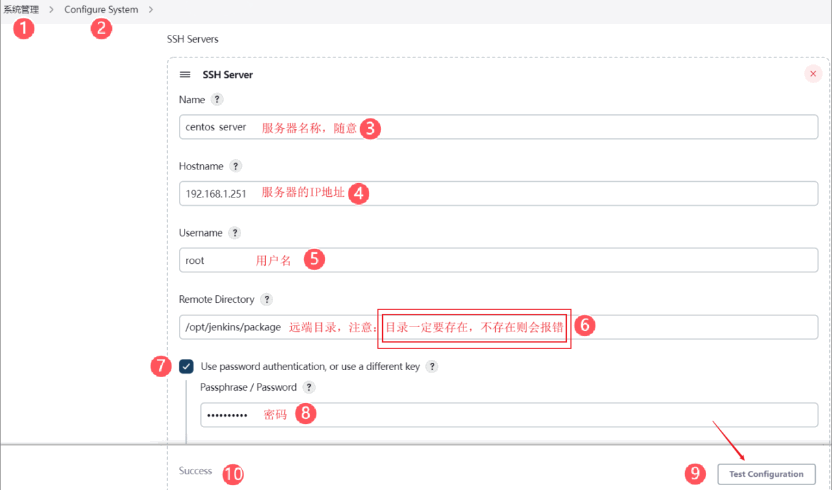 系统管理 > Configure System >
1 2
SSH Servers
SSH Server ×
Name ?
centos server 服务器名称，随意 3
Hostname ?
192.168.1.251 服务器的IP地址 4
Username ?
root 用户名 5
Remote Directory ?
/opt/jenkins/package 远端目录，注意：目录一定要存在，不存在则会报错 6
7 Use password authentication, or use a different key ?
Passphrase / Password ?
•••••••••• 密码 8
Success 10 9 Test Configuration